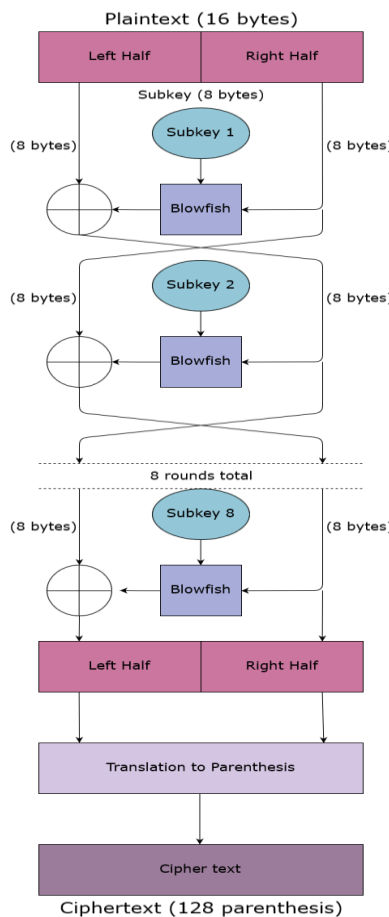 Plaintext (16 bytes)
Left Half
Right Half
Subkey (8 bytes)
Subkey 1
(8 bytes)
(8 bytes)
Blowfish
Subkey 2
(8 bytes)
(8 bytes)
Blowfish
8 rounds total
Subkey 8
(8 bytes)
(8 bytes)
Blowfish
Left Half
Right Half
Translation to Parenthesis
Cipher text
Ciphertext (128 parenthesis)